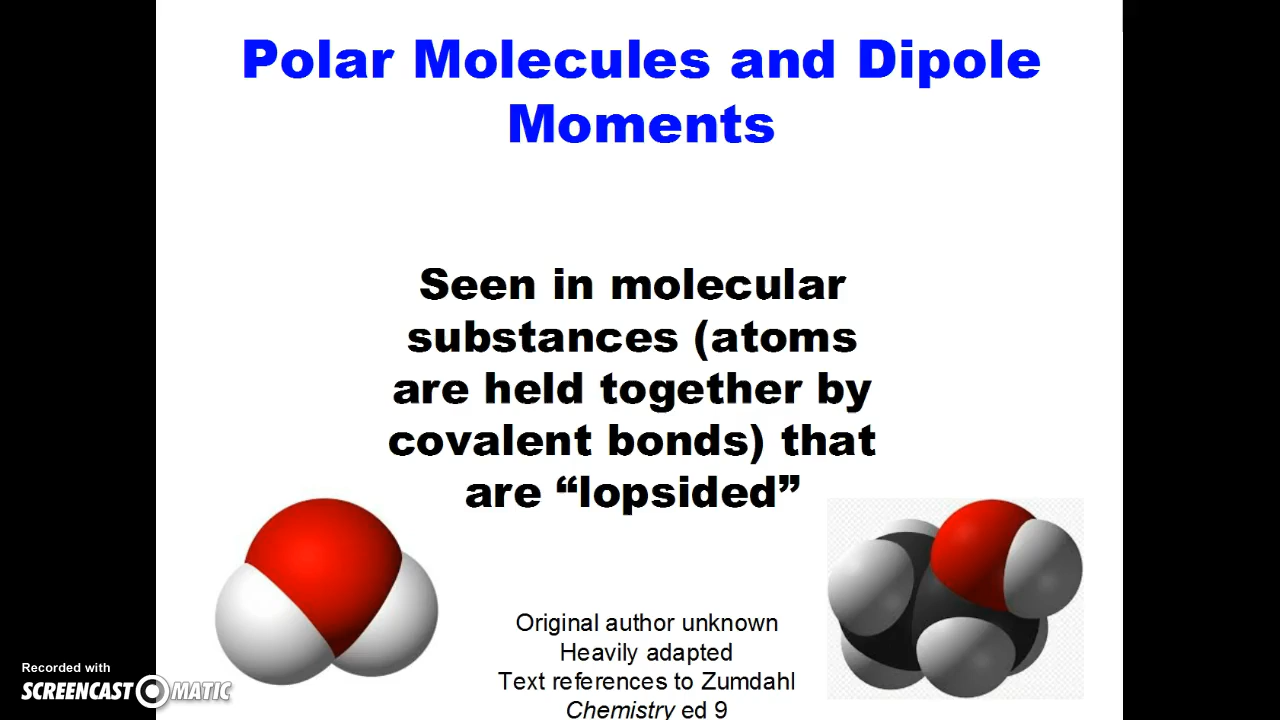 Polar Molecules and Dipole
Moments
Seen in molecular
substances (atoms
are held together by
covalent bonds) that
are “lopsided”
Original author unknown
Heavily adapted
Text references to Zumdahl
Chemistry ed 9
Recorded with
SCREENCAST MATIC